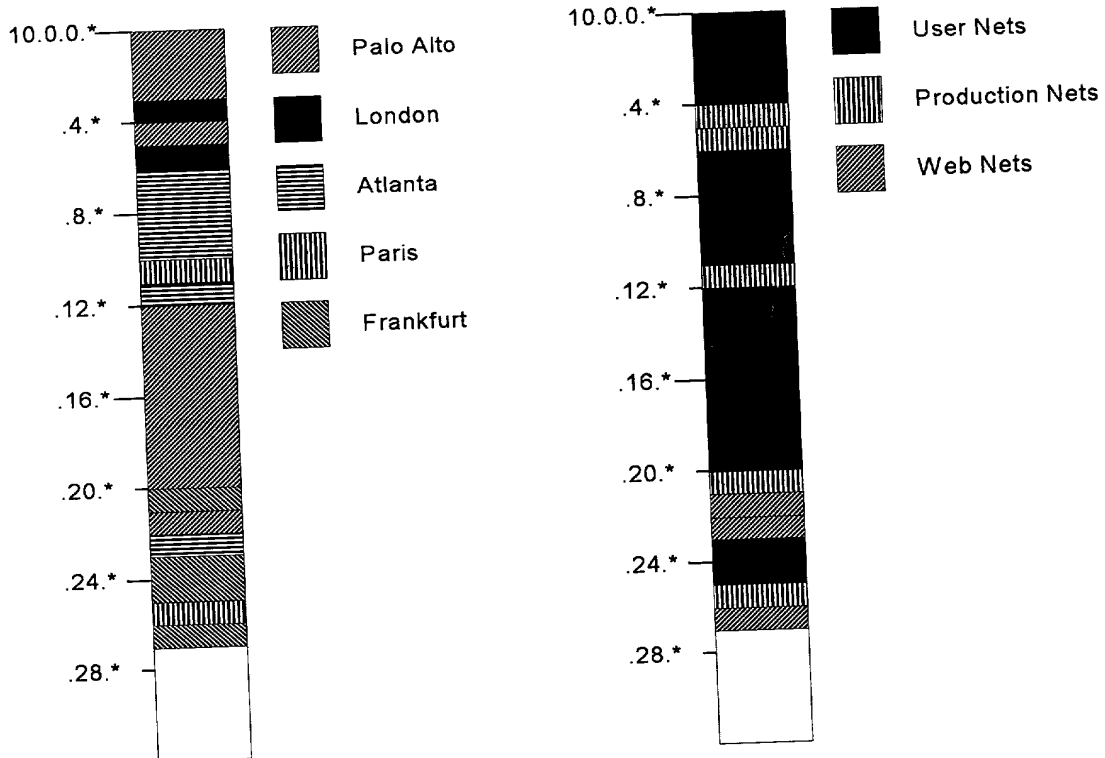 10.0.0.*
.4.*
.8.*
.12.*
.16.*
.20.*
.24.*
.28.*
Palo Alto
London
Atlanta
Paris
Frankfurt
10.0.0.*
.4.*
.8.*
.12.*
.16.*
.20.*
.24.*
.28.*
User Nets
Production Nets
Web Nets